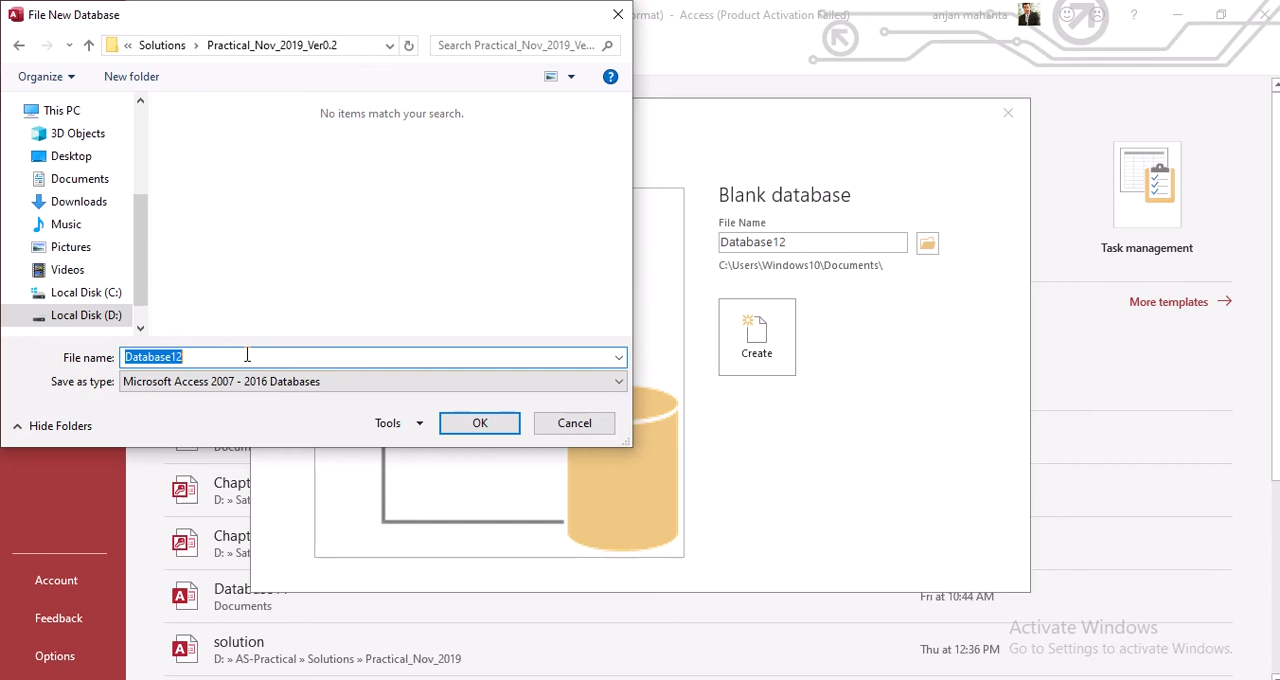 File New Database
ormat) - Access (Product Activation Failed)
anjan mahanta
?
« Solutions › Practical_Nov_2019_Ver0.2
Search Practical_Nov_2019_Ve...
Organize
New folder
?
This PC
3D Objects
Desktop
Documents
Downloads
Music
Pictures
Videos
Local Disk (C:)
Local Disk (D:)
No items match your search.
File name: Database12
Save as type: Microsoft Access 2007 - 2016 Databases
Hide Folders
Tools
OK
Cancel
Blank database
File Name
Database12
C:\Users\Windows10\Documents\
Create
Task management
More templates
Chapt
D: » Sat
Chapt
D: » Sat
Documents
Fri at 10:44 AM
solution
D: » AS-Practical » Solutions » Practical_Nov_2019
Thu at 12:36 PM
Account
Feedback
Options
Activate Windows
Go to Settings to activate Windows.